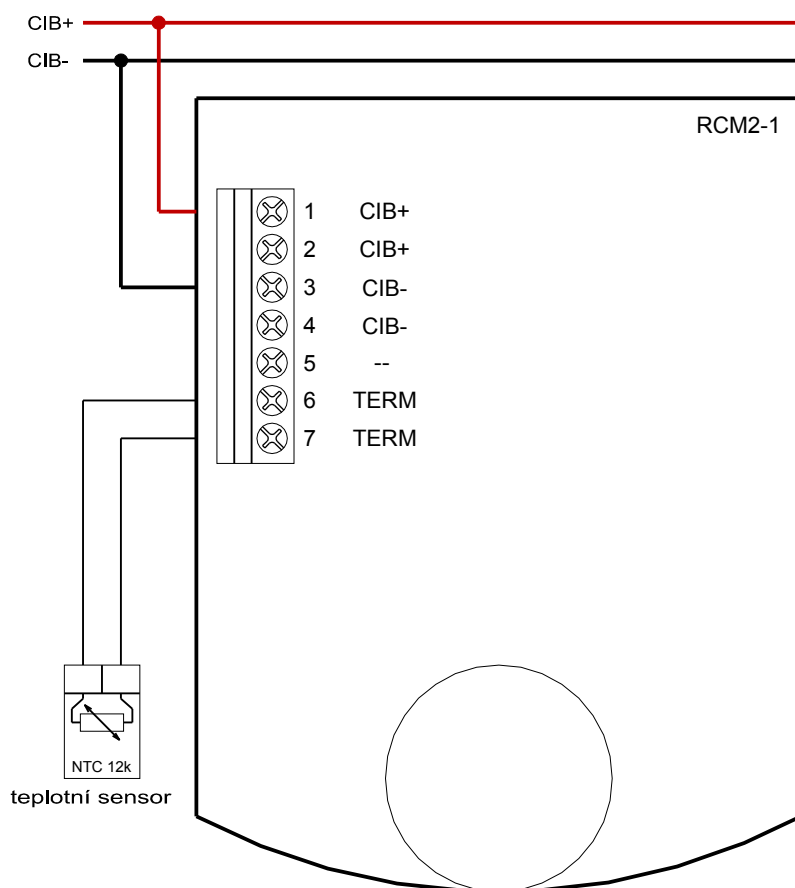 CIB+
CIB-
RCM2-1
1 CIB+
2 CIB+
3 CIB-
4 CIB-
5 --
6 TERM
7 TERM
NTC 12k
teplotní sensor